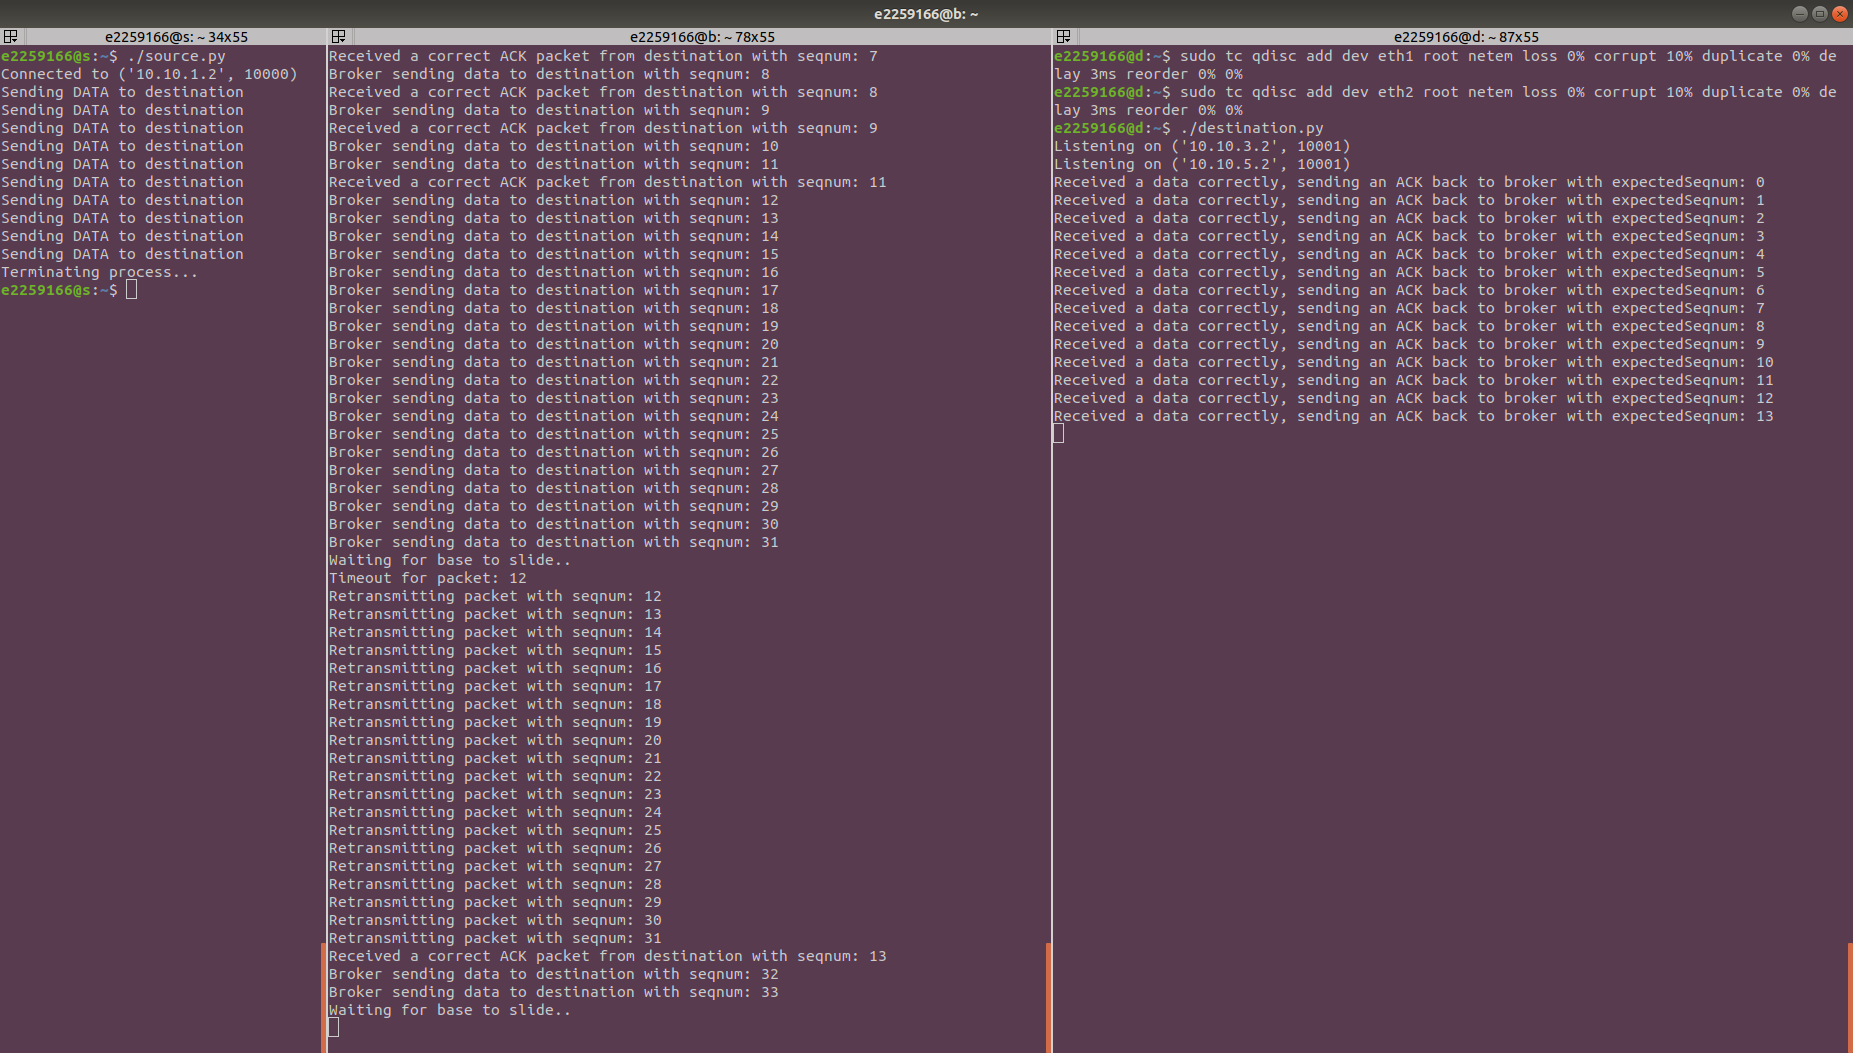 e2259166@b: ~
e2259166@s: ~ 34x55
e2259166@s:~$ ./source.py
Connected to ('10.10.1.2', 10000)
Sending DATA to destination
Sending DATA to destination
Sending DATA to destination
Sending DATA to destination
Sending DATA to destination
Sending DATA to destination
Sending DATA to destination
Sending DATA to destination
Sending DATA to destination
Sending DATA to destination
Terminating process...
e2259166@s:~$
e2259166@b: ~ 78x55
Received a correct ACK packet from destination with seqnum: 7
Broker sending data to destination with seqnum: 8
Received a correct ACK packet from destination with seqnum: 8
Broker sending data to destination with seqnum: 9
Received a correct ACK packet from destination with seqnum: 9
Broker sending data to destination with seqnum: 10
Broker sending data to destination with seqnum: 11
Received a correct ACK packet from destination with seqnum: 11
Broker sending data to destination with seqnum: 12
Broker sending data to destination with seqnum: 13
Broker sending data to destination with seqnum: 14
Broker sending data to destination with seqnum: 15
Broker sending data to destination with seqnum: 16
Broker sending data to destination with seqnum: 17
Broker sending data to destination with seqnum: 18
Broker sending data to destination with seqnum: 19
Broker sending data to destination with seqnum: 20
Broker sending data to destination with seqnum: 21
Broker sending data to destination with seqnum: 22
Broker sending data to destination with seqnum: 23
Broker sending data to destination with seqnum: 24
Broker sending data to destination with seqnum: 25
Broker sending data to destination with seqnum: 26
Broker sending data to destination with seqnum: 27
Broker sending data to destination with seqnum: 28
Broker sending data to destination with seqnum: 29
Broker sending data to destination with seqnum: 30
Broker sending data to destination with seqnum: 31
Waiting for base to slide..
Timeout for packet: 12
Retransmitting packet with seqnum: 12
Retransmitting packet with seqnum: 13
Retransmitting packet with seqnum: 14
Retransmitting packet with seqnum: 15
Retransmitting packet with seqnum: 16
Retransmitting packet with seqnum: 17
Retransmitting packet with seqnum: 18
Retransmitting packet with seqnum: 19
Retransmitting packet with seqnum: 20
Retransmitting packet with seqnum: 21
Retransmitting packet with seqnum: 22
Retransmitting packet with seqnum: 23
Retransmitting packet with seqnum: 24
Retransmitting packet with seqnum: 25
Retransmitting packet with seqnum: 26
Retransmitting packet with seqnum: 27
Retransmitting packet with seqnum: 28
Retransmitting packet with seqnum: 29
Retransmitting packet with seqnum: 30
Retransmitting packet with seqnum: 31
Received a correct ACK packet from destination with seqnum: 13
Broker sending data to destination with seqnum: 32
Broker sending data to destination with seqnum: 33
Waiting for base to slide..
e2259166@d: ~ 87x55
e2259166@d:~$ sudo tc qdisc add dev eth1 root netem loss 0% corrupt 10% duplicate 0% de
lay 3ms reorder 0% 0%
e2259166@d:~$ sudo tc qdisc add dev eth2 root netem loss 0% corrupt 10% duplicate 0% de
lay 3ms reorder 0% 0%
e2259166@d:~$ ./destination.py
Listening on ('10.10.3.2', 10001)
Listening on ('10.10.5.2', 10001)
Received a data correctly, sending an ACK back to broker with expectedSeqnum: 0
Received a data correctly, sending an ACK back to broker with expectedSeqnum: 1
Received a data correctly, sending an ACK back to broker with expectedSeqnum: 2
Received a data correctly, sending an ACK back to broker with expectedSeqnum: 3
Received a data correctly, sending an ACK back to broker with expectedSeqnum: 4
Received a data correctly, sending an ACK back to broker with expectedSeqnum: 5
Received a data correctly, sending an ACK back to broker with expectedSeqnum: 6
Received a data correctly, sending an ACK back to broker with expectedSeqnum: 7
Received a data correctly, sending an ACK back to broker with expectedSeqnum: 8
Received a data correctly, sending an ACK back to broker with expectedSeqnum: 9
Received a data correctly, sending an ACK back to broker with expectedSeqnum: 10
Received a data correctly, sending an ACK back to broker with expectedSeqnum: 11
Received a data correctly, sending an ACK back to broker with expectedSeqnum: 12
Received a data correctly, sending an ACK back to broker with expectedSeqnum: 13